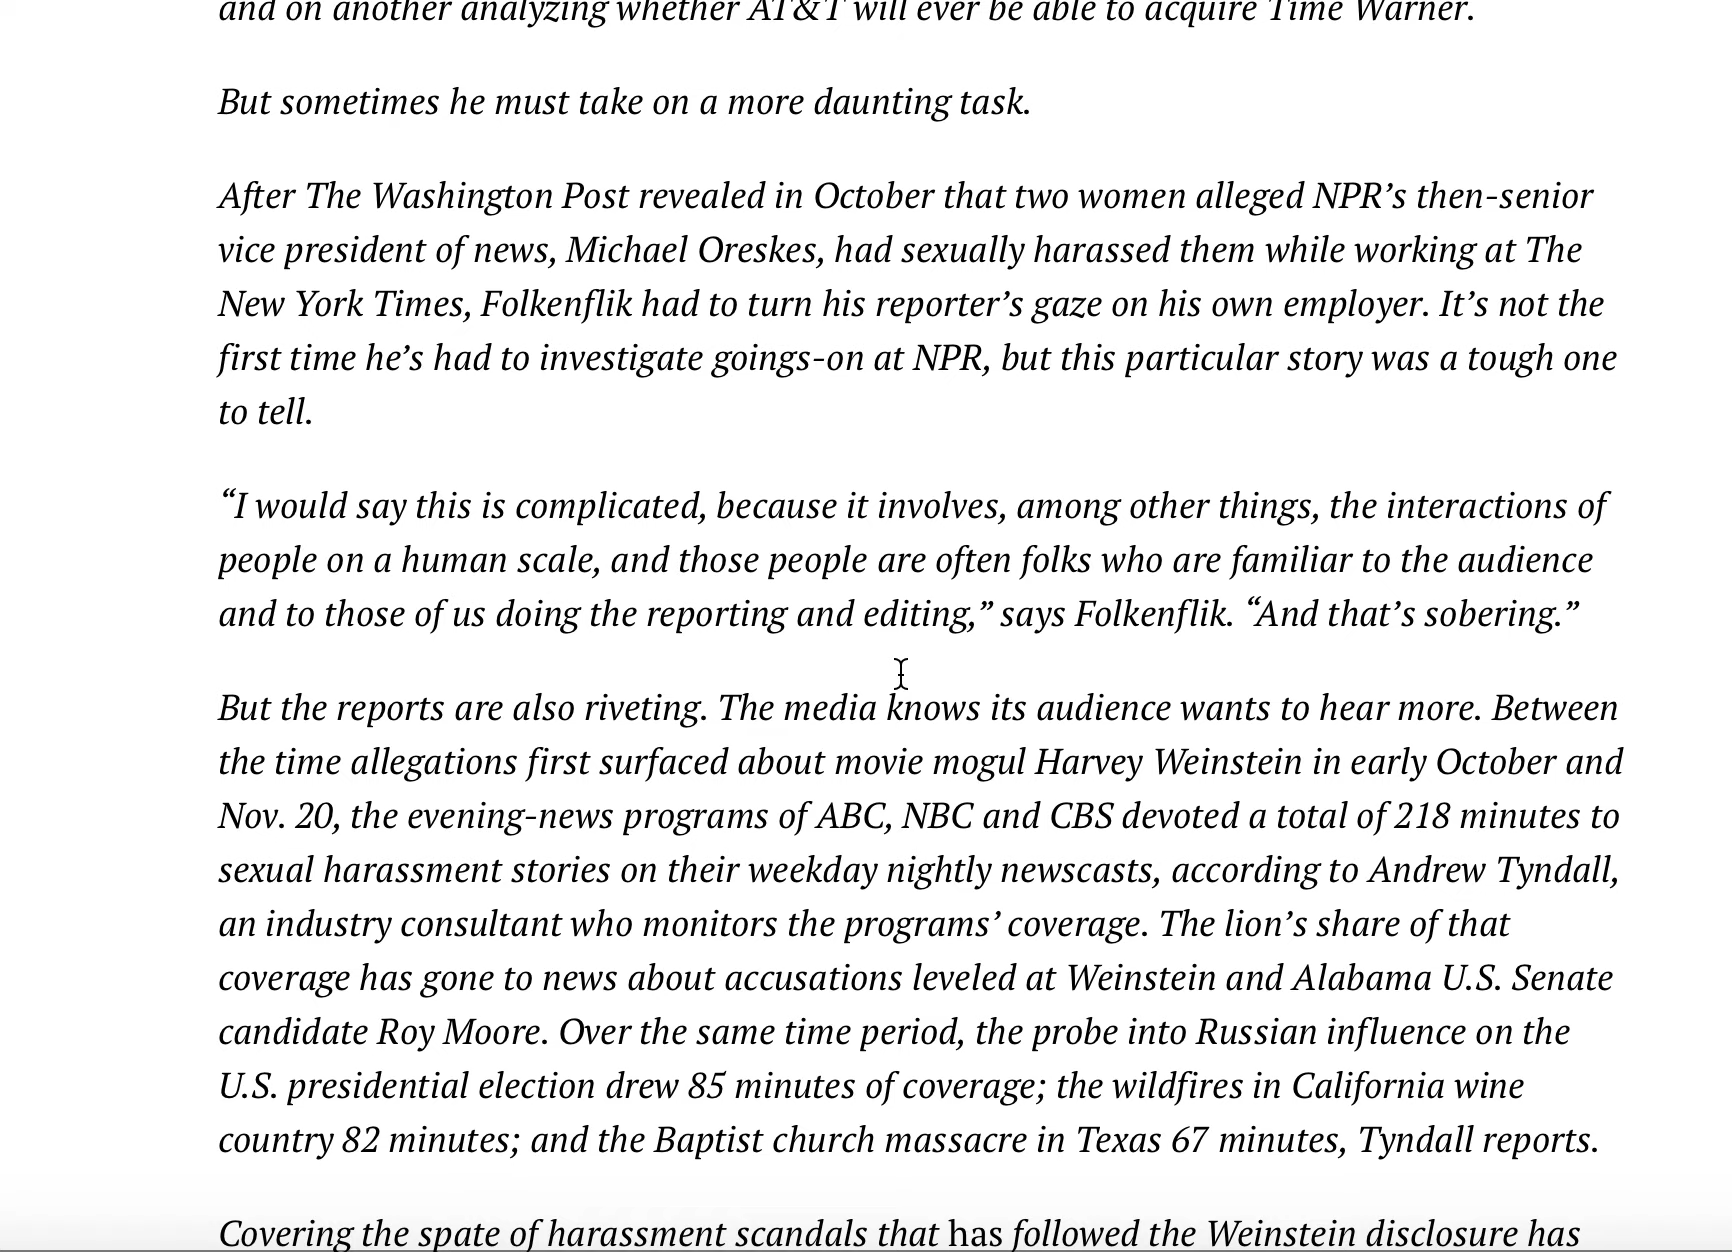 and on another analyzing whether AT&T will ever be able to acquire Time Warner.
But sometimes he must take on a more daunting task.
After The Washington Post revealed in October that two women alleged NPR’s then-senior
vice president of news, Michael Oreskes, had sexually harassed them while working at The
New York Times, Folkenflik had to turn his reporter’s gaze on his own employer. It’s not the
first time he’s had to investigate goings-on at NPR, but this particular story was a tough one
to tell.
“I would say this is complicated, because it involves, among other things, the interactions of
people on a human scale, and those people are often folks who are familiar to the audience
and to those of us doing the reporting and editing,” says Folkenflik. “And that’s sobering.”
But the reports are also riveting. The media knows its audience wants to hear more. Between
the time allegations first surfaced about movie mogul Harvey Weinstein in early October and
Nov. 20, the evening-news programs of ABC, NBC and CBS devoted a total of 218 minutes to
sexual harassment stories on their weekday nightly newscasts, according to Andrew Tyndall,
an industry consultant who monitors the programs’ coverage. The lion’s share of that
coverage has gone to news about accusations leveled at Weinstein and Alabama U.S. Senate
candidate Roy Moore. Over the same time period, the probe into Russian influence on the
U.S. presidential election drew 85 minutes of coverage; the wildfires in California wine
country 82 minutes; and the Baptist church massacre in Texas 67 minutes, Tyndall reports.
Covering the spate of harassment scandals that has followed the Weinstein disclosure has